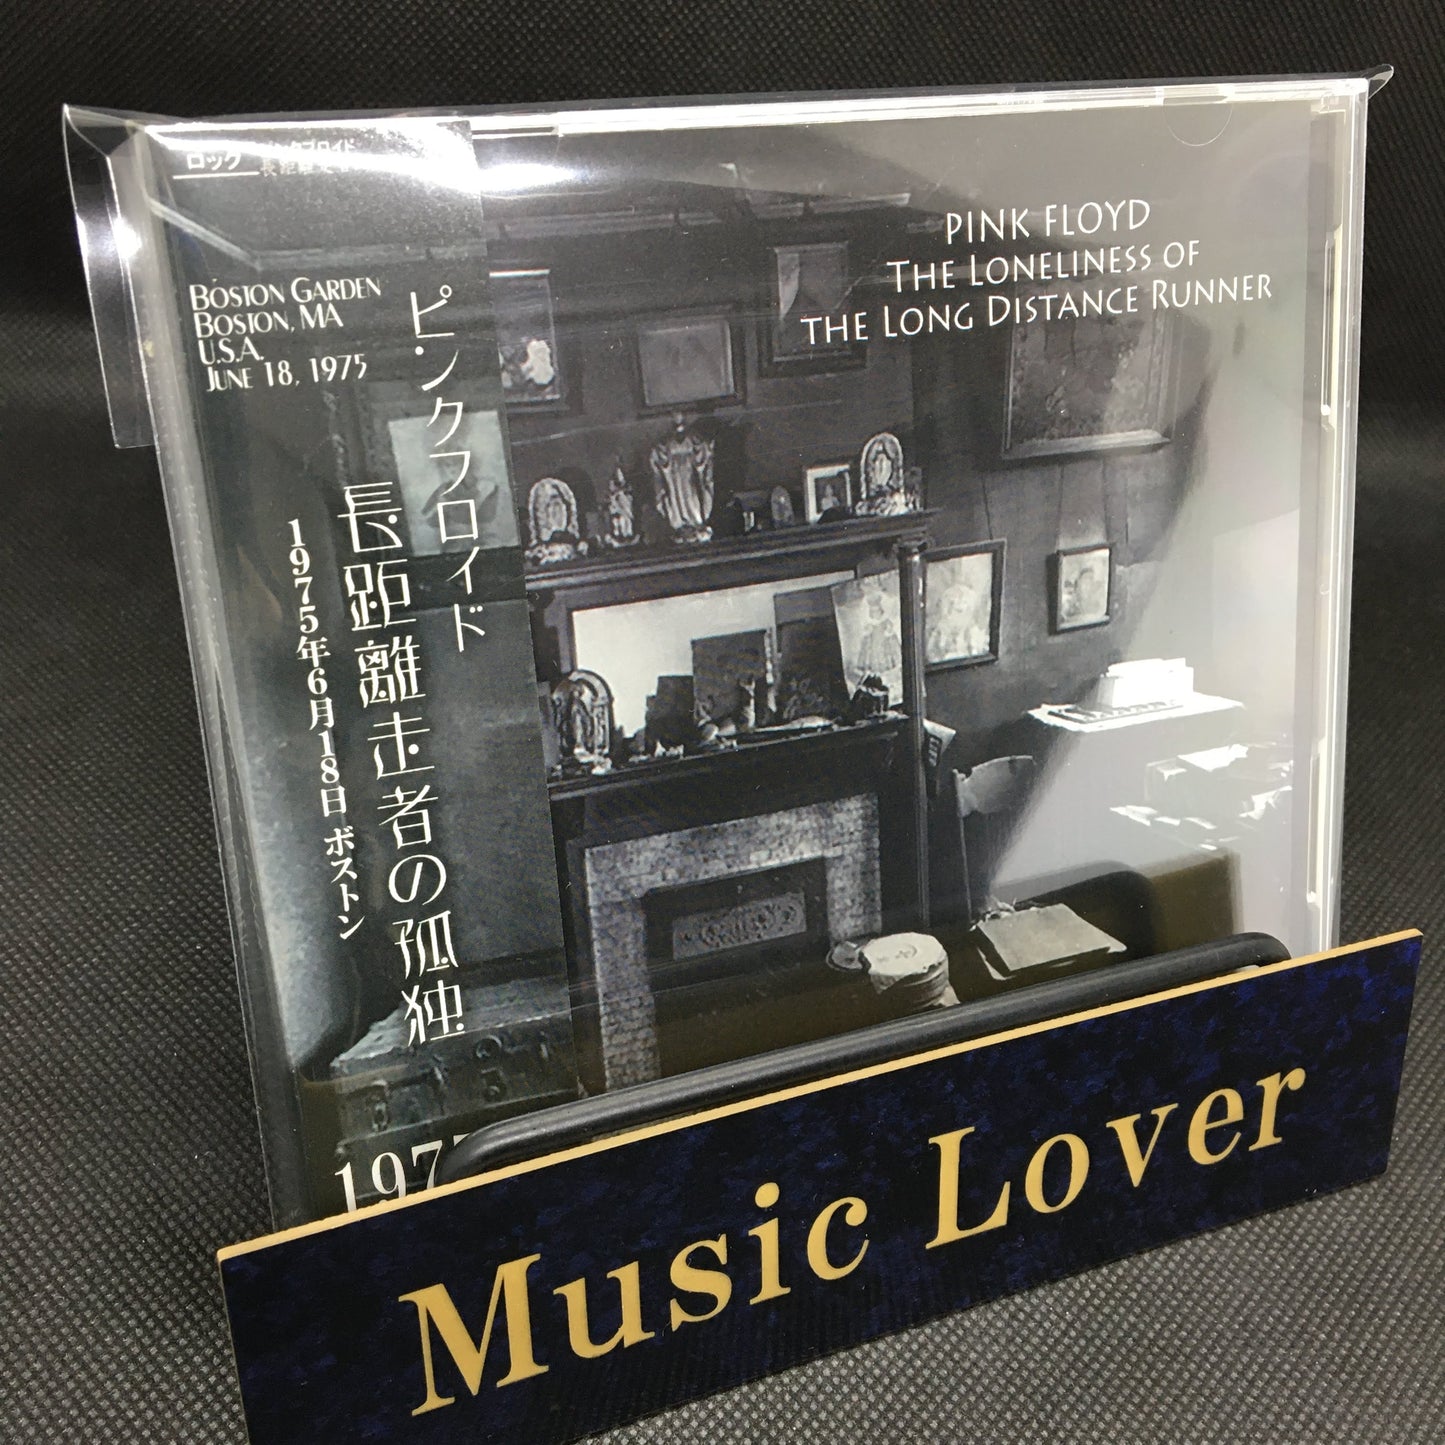 ロック
BOSTON GARDEN
BOSTON, MA
U.S.A.
JUNE 18, 1975
ピンクフロイド
長距離走者の孤独
1975年6月18日 ボストン
197
PINK FLOYD
THE LONELINESS OF
THE LONG DISTANCE RUNNER
Music Lover